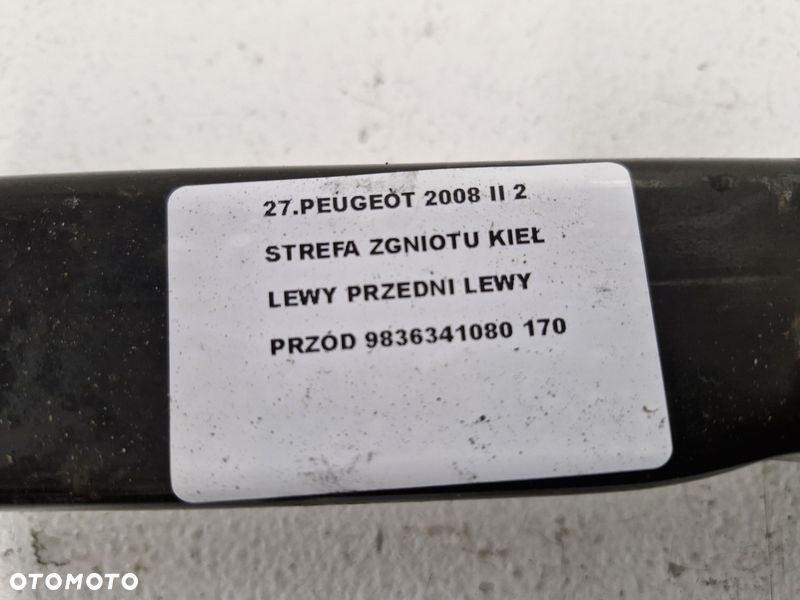 27.PEUGEOT 2008 II 2
STREFA ZGNIOTU KIEŁ
LEWY PRZEDNI LEWY
PRZÓD 9836341080 170
OTOMOTO